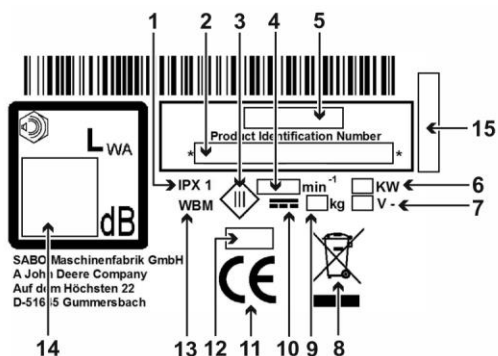 1 2 3 4 5
15
LWA
dB
Product Identification Number
* *
IPX 1
III
min-1
KW
6
WBM
kg
V -
7
SABO Maschinenfabrik GmbH
A John Deere Company
Auf dem Höchsten 22
D-51645 Gummersbach
CE
14 13 12 11 10 9 8